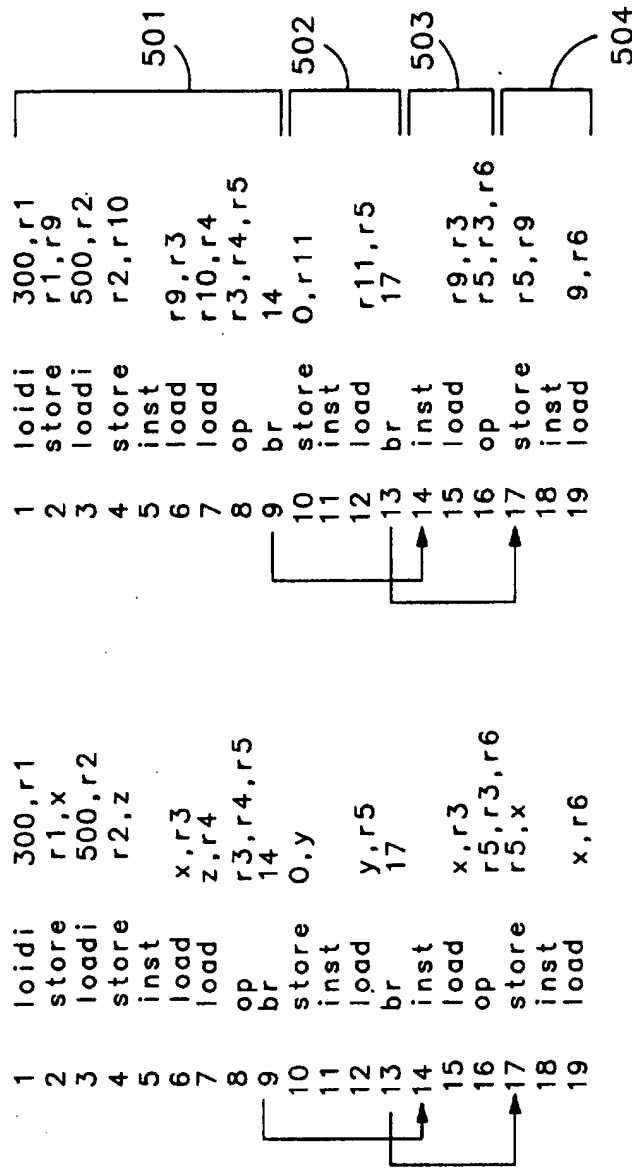 1 loidi 300,r1
2 store r1,x
3 loadi 500,r2
4 store r2,z
5 inst
6 load x,r3
7 load z,r4
8 op r3,r4,r5
9 br 14
10 store 0,y
11 inst
12 load y,r5
13 br 17
14 inst
15 load x,r3
16 op r5,r3,r6
17 store r5,x
18 inst
19 load x,r6
1 loidi 300,r1
2 store r1,r9
3 loadi 500,r2
4 store r2,r10
5 inst
6 load r9,r3
7 load r10,r4
8 op r3,r4,r5
9 br 14
10 store 0,r11
11 inst
12 load r11,r5
13 br 17
14 inst
15 load r9,r3
16 op r5,r3,r6
17 store r5,r9
18 inst
19 load 9,r6
501
502
503
504